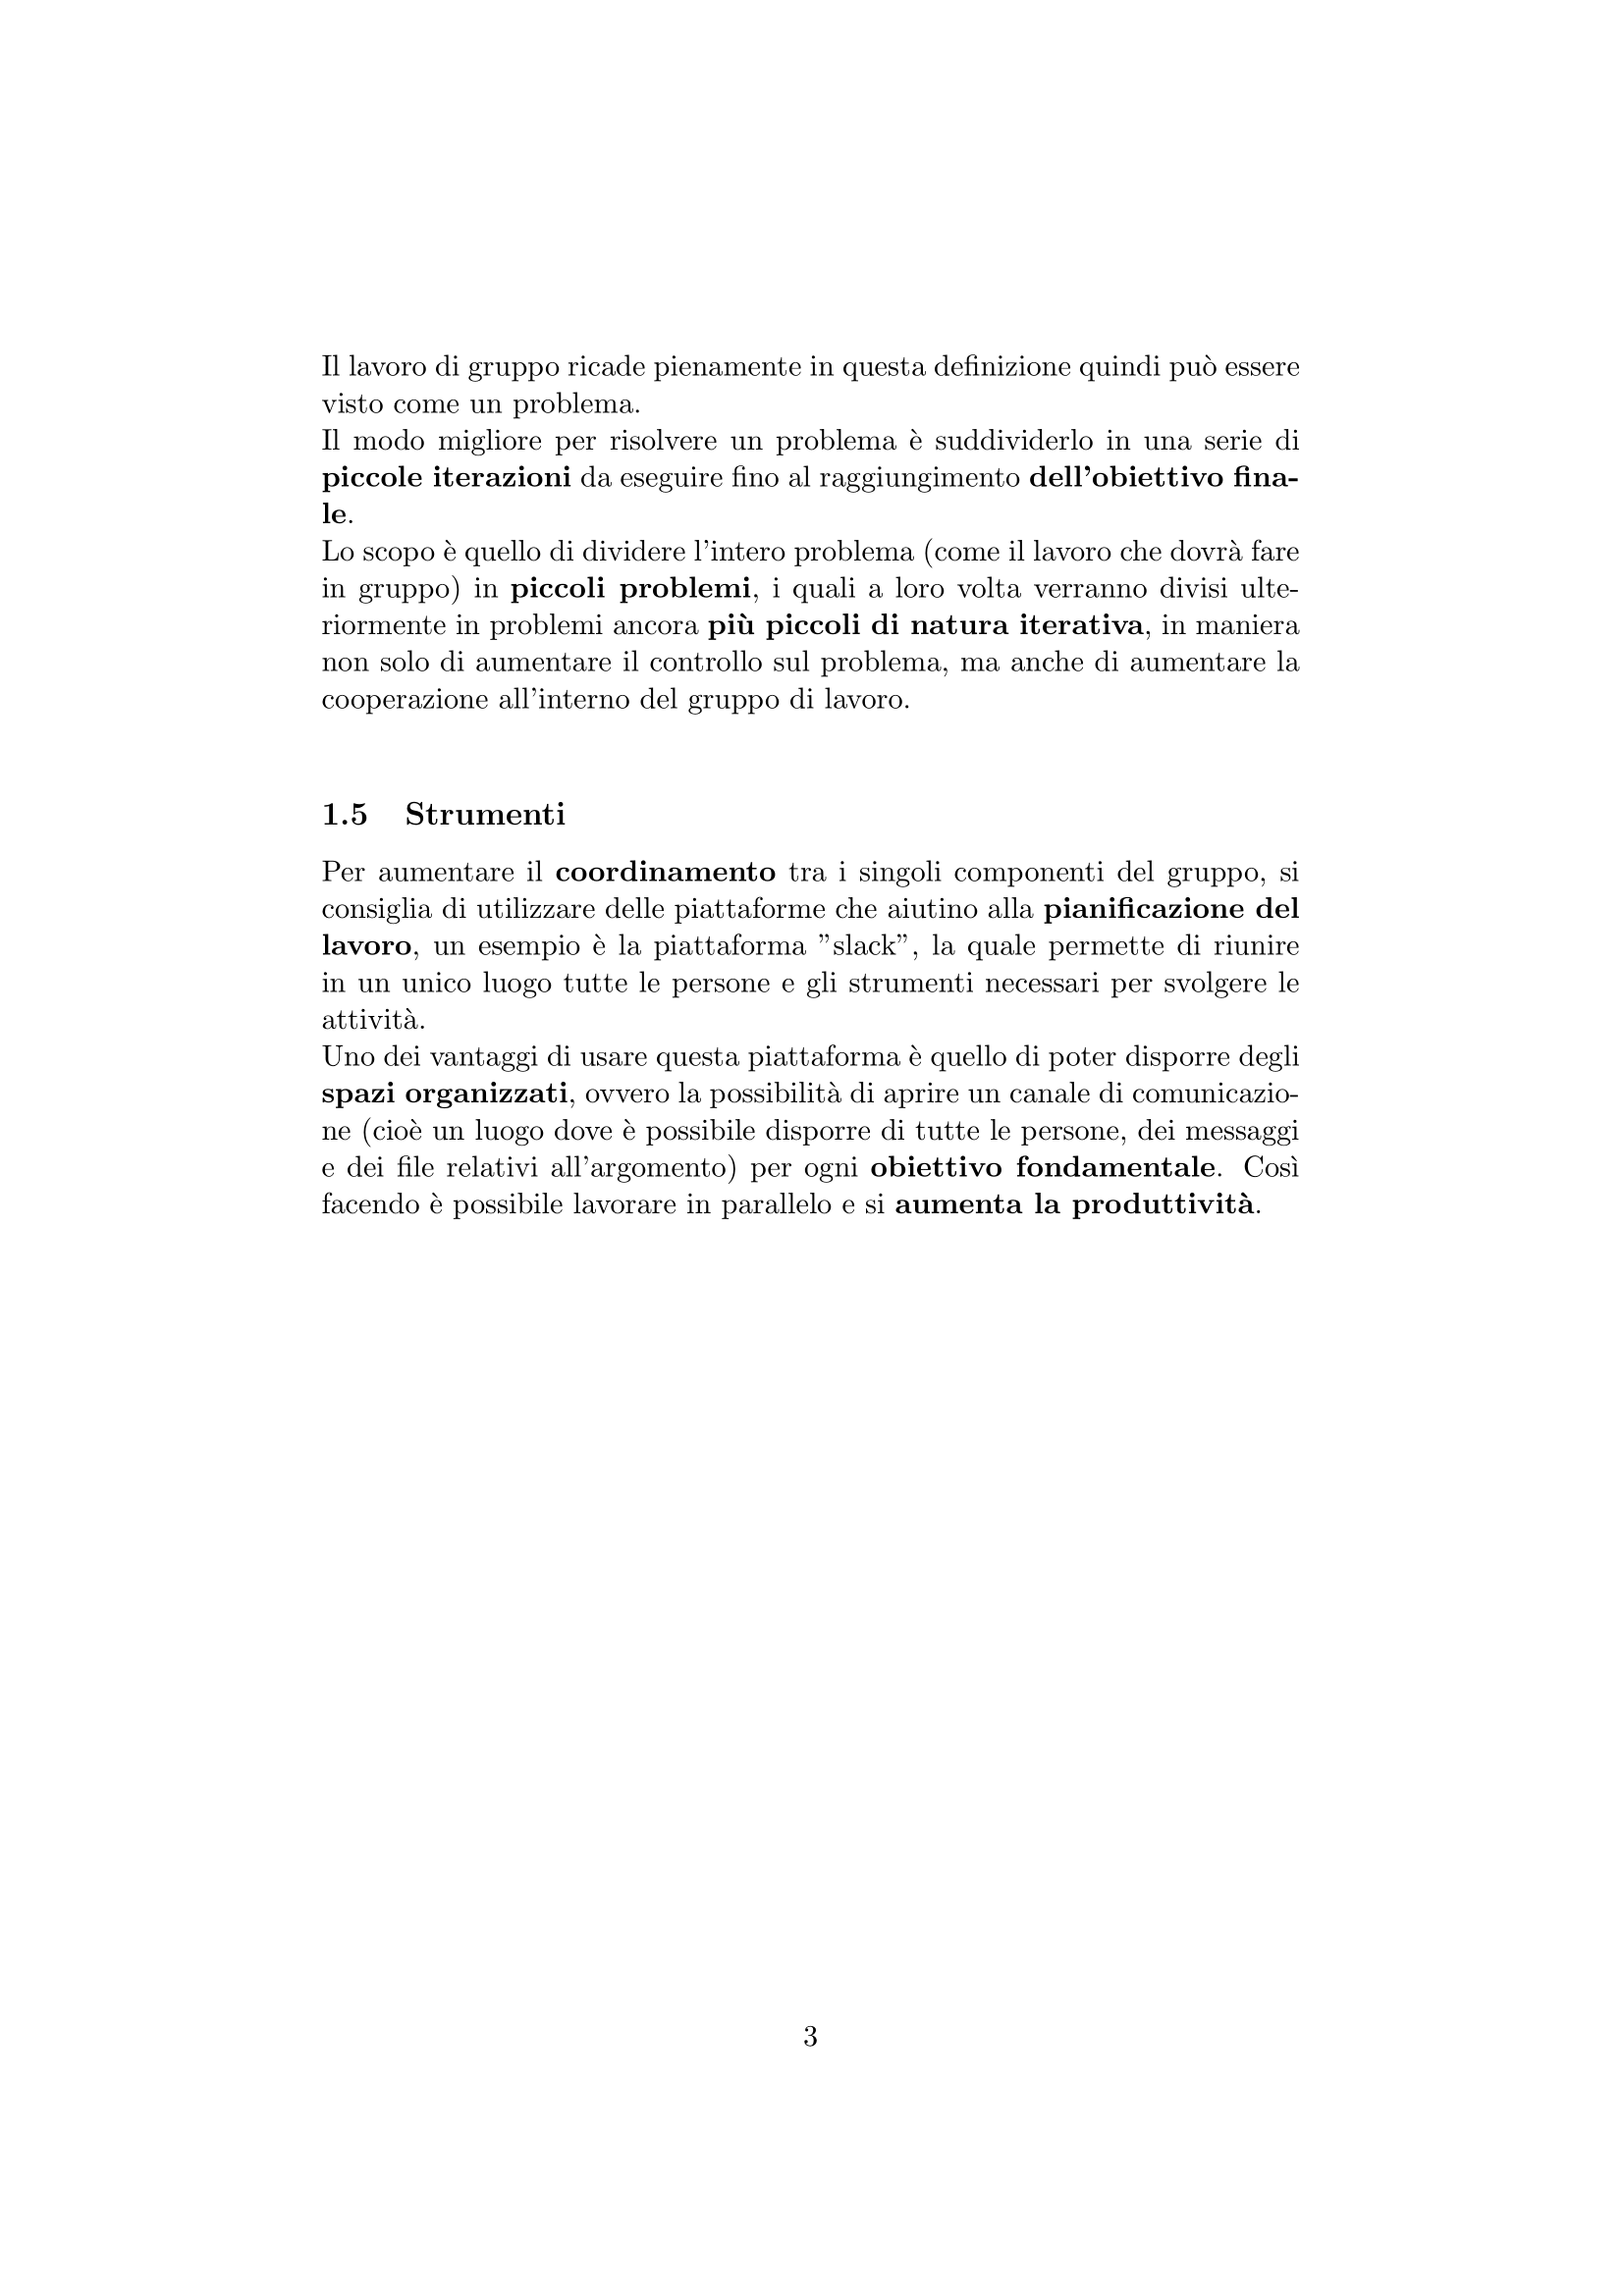 Il lavoro di gruppo ricade pienamente in questa definizione quindi può essere
visto come un problema.
Il modo migliore per risolvere un problema è suddividerlo in una serie di
piccole iterazioni da eseguire fino al raggiungimento dell'obiettivo fina-
le.
Lo scopo è quello di dividere l'intero problema (come il lavoro che dovrà fare
in gruppo) in piccoli problemi, i quali a loro volta verranno divisi ulte-
riormente in problemi ancora più piccoli di natura iterativa, in maniera
non solo di aumentare il controllo sul problema, ma anche di aumentare la
cooperazione all'interno del gruppo di lavoro.
1.5 Strumenti
Per aumentare il coordinamento tra i singoli componenti del gruppo, si
consiglia di utilizzare delle piattaforme che aiutino alla pianificazione del
lavoro, un esempio è la piattaforma ”slack”, la quale permette di riunire
in un unico luogo tutte le persone e gli strumenti necessari per svolgere le
attività.
Uno dei vantaggi di usare questa piattaforma è quello di poter disporre degli
spazi organizzati, ovvero la possibilità di aprire un canale di comunicazio-
ne (cioè un luogo dove è possibile disporre di tutte le persone, dei messaggi
e dei file relativi all'argomento) per ogni obiettivo fondamentale. Così
facendo è possibile lavorare in parallelo e si aumenta la produttività.
3